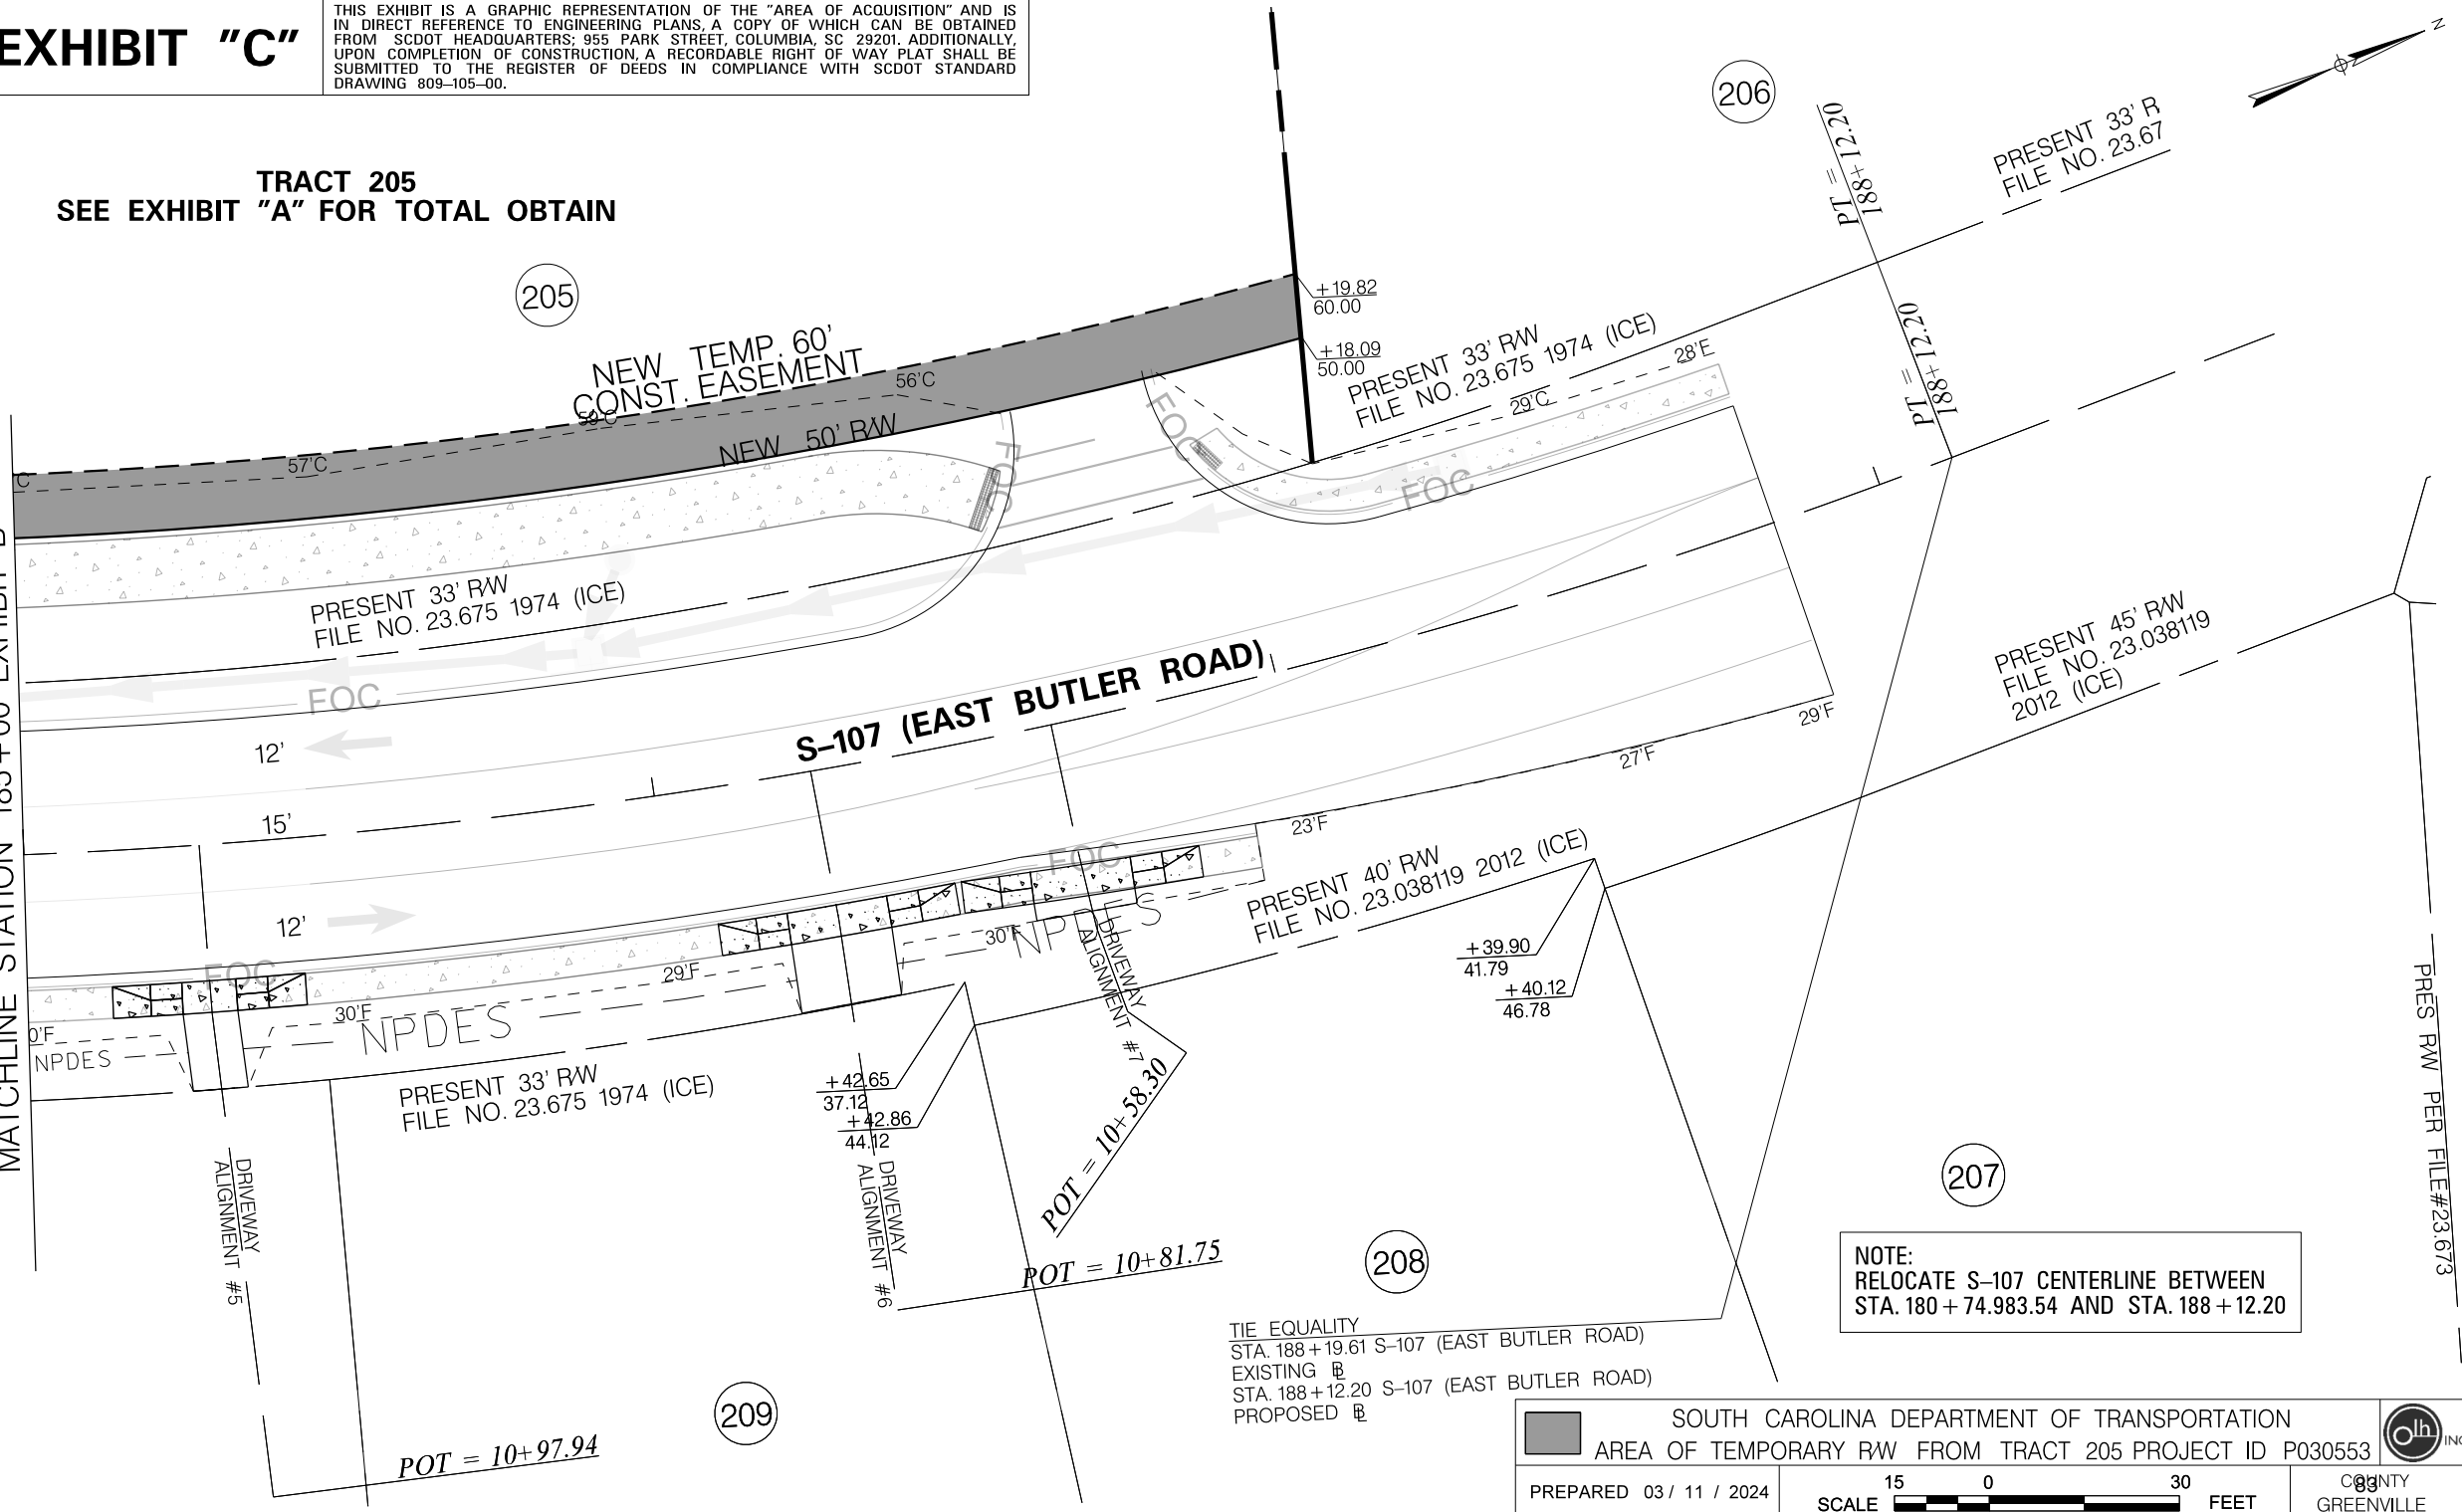 EXHIBIT "C"
THIS EXHIBIT IS A GRAPHIC REPRESENTATION OF THE "AREA OF ACQUISITION" AND IS
IN DIRECT REFERENCE TO ENGINEERING PLANS, A COPY OF WHICH CAN BE OBTAINED
FROM SCDOT HEADQUARTERS; 955 PARK STREET, COLUMBIA, SC 29201. ADDITIONALLY,
UPON COMPLETION OF CONSTRUCTION, A RECORDABLE RIGHT OF WAY PLAT SHALL BE
SUBMITTED TO THE REGISTER OF DEEDS IN COMPLIANCE WITH SCDOT STANDARD
DRAWING 809–105–00.
N
206
PT =
188+12.20
PRESENT 33' R
FILE NO. 23.67
TRACT 205
SEE EXHIBIT "A" FOR TOTAL OBTAIN
205
+19.82
60.00
+18.09
50.00
NEW TEMP. 60'
CONST. EASEMENT
PRESENT 33' R/W
FILE NO. 23.675 1974 (ICE)
28'E
29'C
PT =
188+12.20
56'C
57'C
C
NEW 50' R/W
FOC
FOC
FOC
PRESENT 33' R/W
FILE NO. 23.675 1974 (ICE)
FOC
S–107 (EAST BUTLER ROAD)
12'
15'
12'
MATCHLINE STATION 185+00 EXHIBIT B
PRESENT 45' R/W
FILE NO. 23.038119
2012 (ICE)
29'F
27'F
23'F
FOC
FOC
PRESENT 40' R/W
FILE NO. 23.038119 2012 (ICE)
30'F
29'F
30'F
0'F
NPDES
NPDES
NPDES
DRIVEWAY
ALIGNMENT #7
+39.90
41.79
+40.12
46.78
PRESENT 33' R/W
FILE NO. 23.675 1974 (ICE)
+42.65
37.12
+42.86
44.12
POT = 10+58.30
PRES R/W PER FILE#23.673
DRIVEWAY
ALIGNMENT #5
DRIVEWAY
ALIGNMENT #6
POT = 10+81.75
207
208
NOTE:
RELOCATE S–107 CENTERLINE BETWEEN
STA. 180+74.983.54 AND STA. 188+12.20
TIE EQUALITY
STA. 188+19.61 S–107 (EAST BUTLER ROAD)
EXISTING BL
STA. 188+12.20 S–107 (EAST BUTLER ROAD)
PROPOSED BL
209
POT = 10+97.94
SOUTH CAROLINA DEPARTMENT OF TRANSPORTATION
AREA OF TEMPORARY R/W FROM TRACT 205 PROJECT ID P030553
olh
INC
PREPARED 03 / 11 / 2024
15 0 30
SCALE FEET
COUNTY
83
GREENVILLE